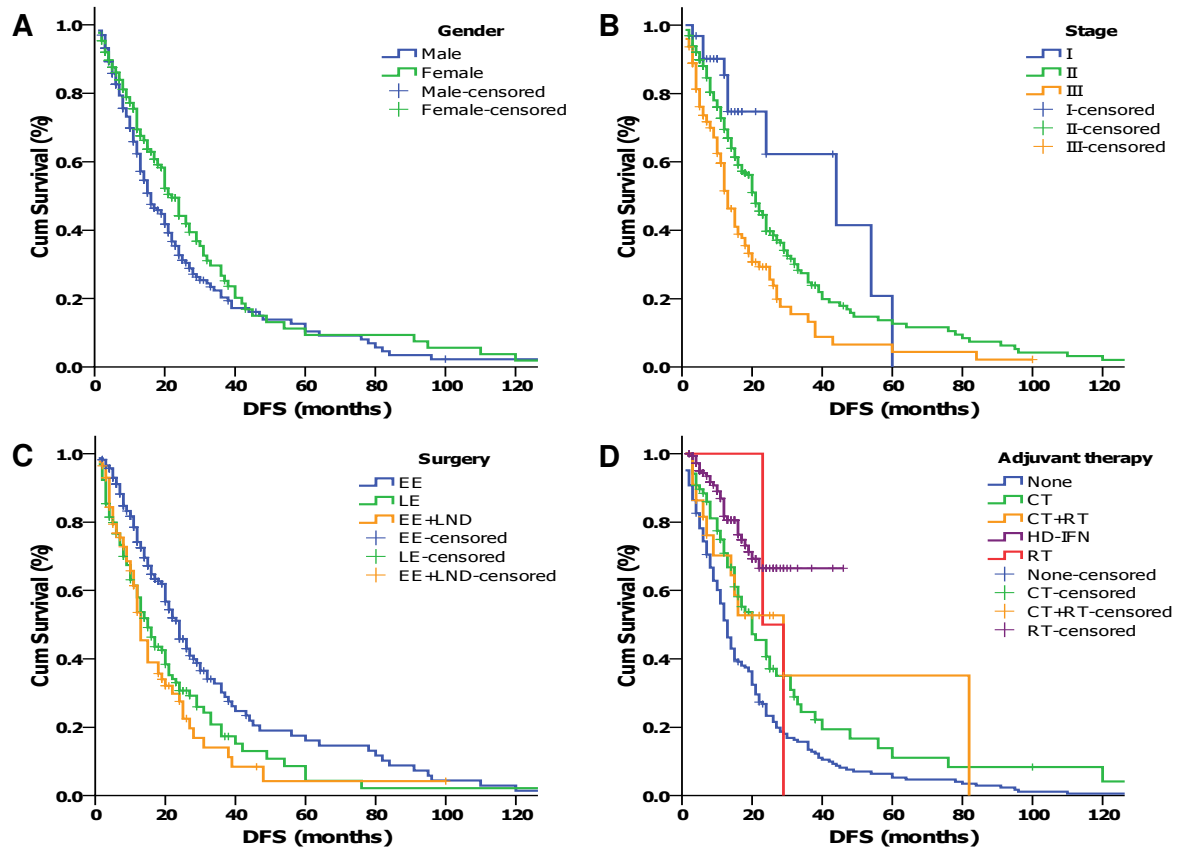 A
Gender
Male
Female
Male-censored
Female-censored
Cum Survival (%)
1.0
0.8
0.6
0.4
0.2
0.0
0 20 40 60 80 100 120
DFS (months)
B
Stage
I
II
III
I-censored
II-censored
III-censored
Cum Survival (%)
1.0
0.8
0.6
0.4
0.2
0.0
0 20 40 60 80 100 120
DFS (months)
C
Surgery
EE
LE
EE+LND
EE-censored
LE-censored
EE+LND-censored
Cum Survival (%)
1.0
0.8
0.6
0.4
0.2
0.0
0 20 40 60 80 100 120
DFS (months)
D
Adjuvant therapy
None
CT
CT+RT
HD-IFN
RT
None-censored
CT-censored
CT+RT-censored
RT-censored
Cum Survival (%)
1.0
0.8
0.6
0.4
0.2
0.0
0 20 40 60 80 100 120
DFS (months)